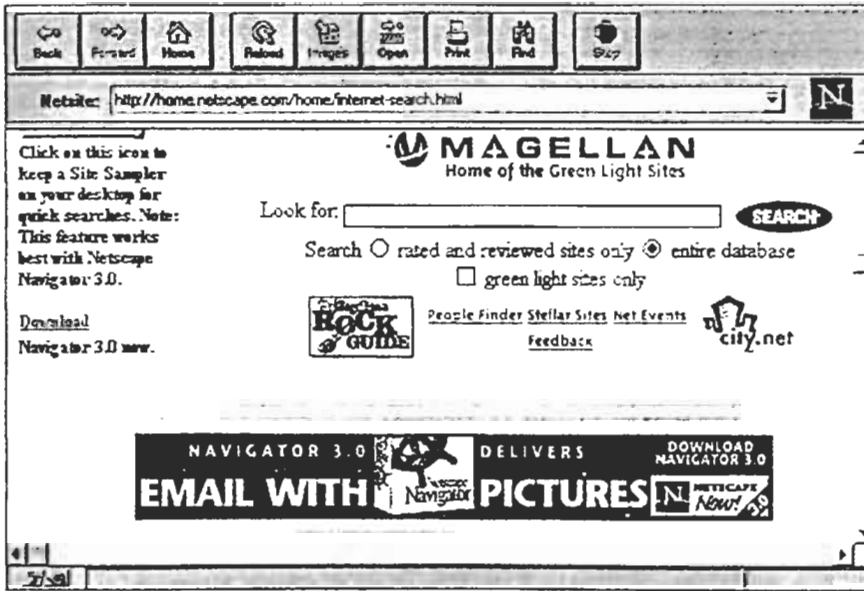 Back Forward Home Reload Images Open Print Find Stop
Netsite: http://home.netscape.com/home/internet-search.html N
Click on this icon to
keep a Site Sampler
on your desktop for
quick searches. Note:
This feature works
best with Netscape
Navigator 3.0.
Download
Navigator 3.0 now.
MAGELLAN
Home of the Green Light Sites
Look for: SEARCH
Search rated and reviewed sites only entire database
green light sites only
ROCK
GUIDE
People Finder Stellar Sites Net Events
Feedback
city.net
NAVIGATOR 3.0 DELIVERS
EMAIL WITH PICTURES
Netscape
Navigator
DOWNLOAD
NAVIGATOR 3.0
N NETSCAPE
Now! 3.0